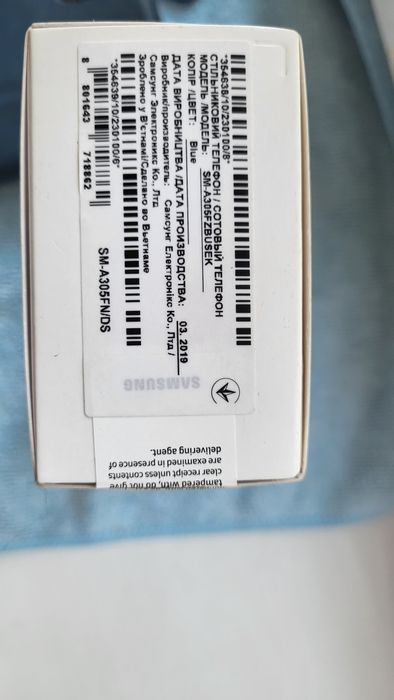 *354638/10/230100/8*
СТІЛЬНИКОВИЙ ТЕЛЕФОН / СОТОВЫЙ ТЕЛЕФОН
МОДЕЛЬ /МОДЕЛЬ: SM-A305FZBUSEK
КОЛІР /ЦВЕТ: Blue
ДАТА ВИРОБНИЦТВА /ДАТА ПРОИЗВОДСТВА: 03. 2019
Виробник/производитель: Самсунг Електронікс Ко., Лтд /
Самсунг Электроникс Ко., Лтд
Зроблено у В'єтнамі/Сделано во Вьетнаме
*354639/10/230100/6*
8 801643 718862
SM-A305FN/DS
SAMSUNG
tampered with, do not give
clear receipt unless contents
are examined in presence of
delivering agent.